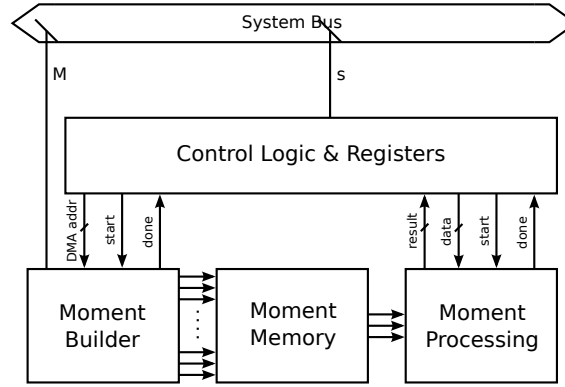 System Bus
M
s
Control Logic & Registers
DMA addr
start
done
result
data
start
done
Moment
Builder
Moment
Memory
Moment
Processing